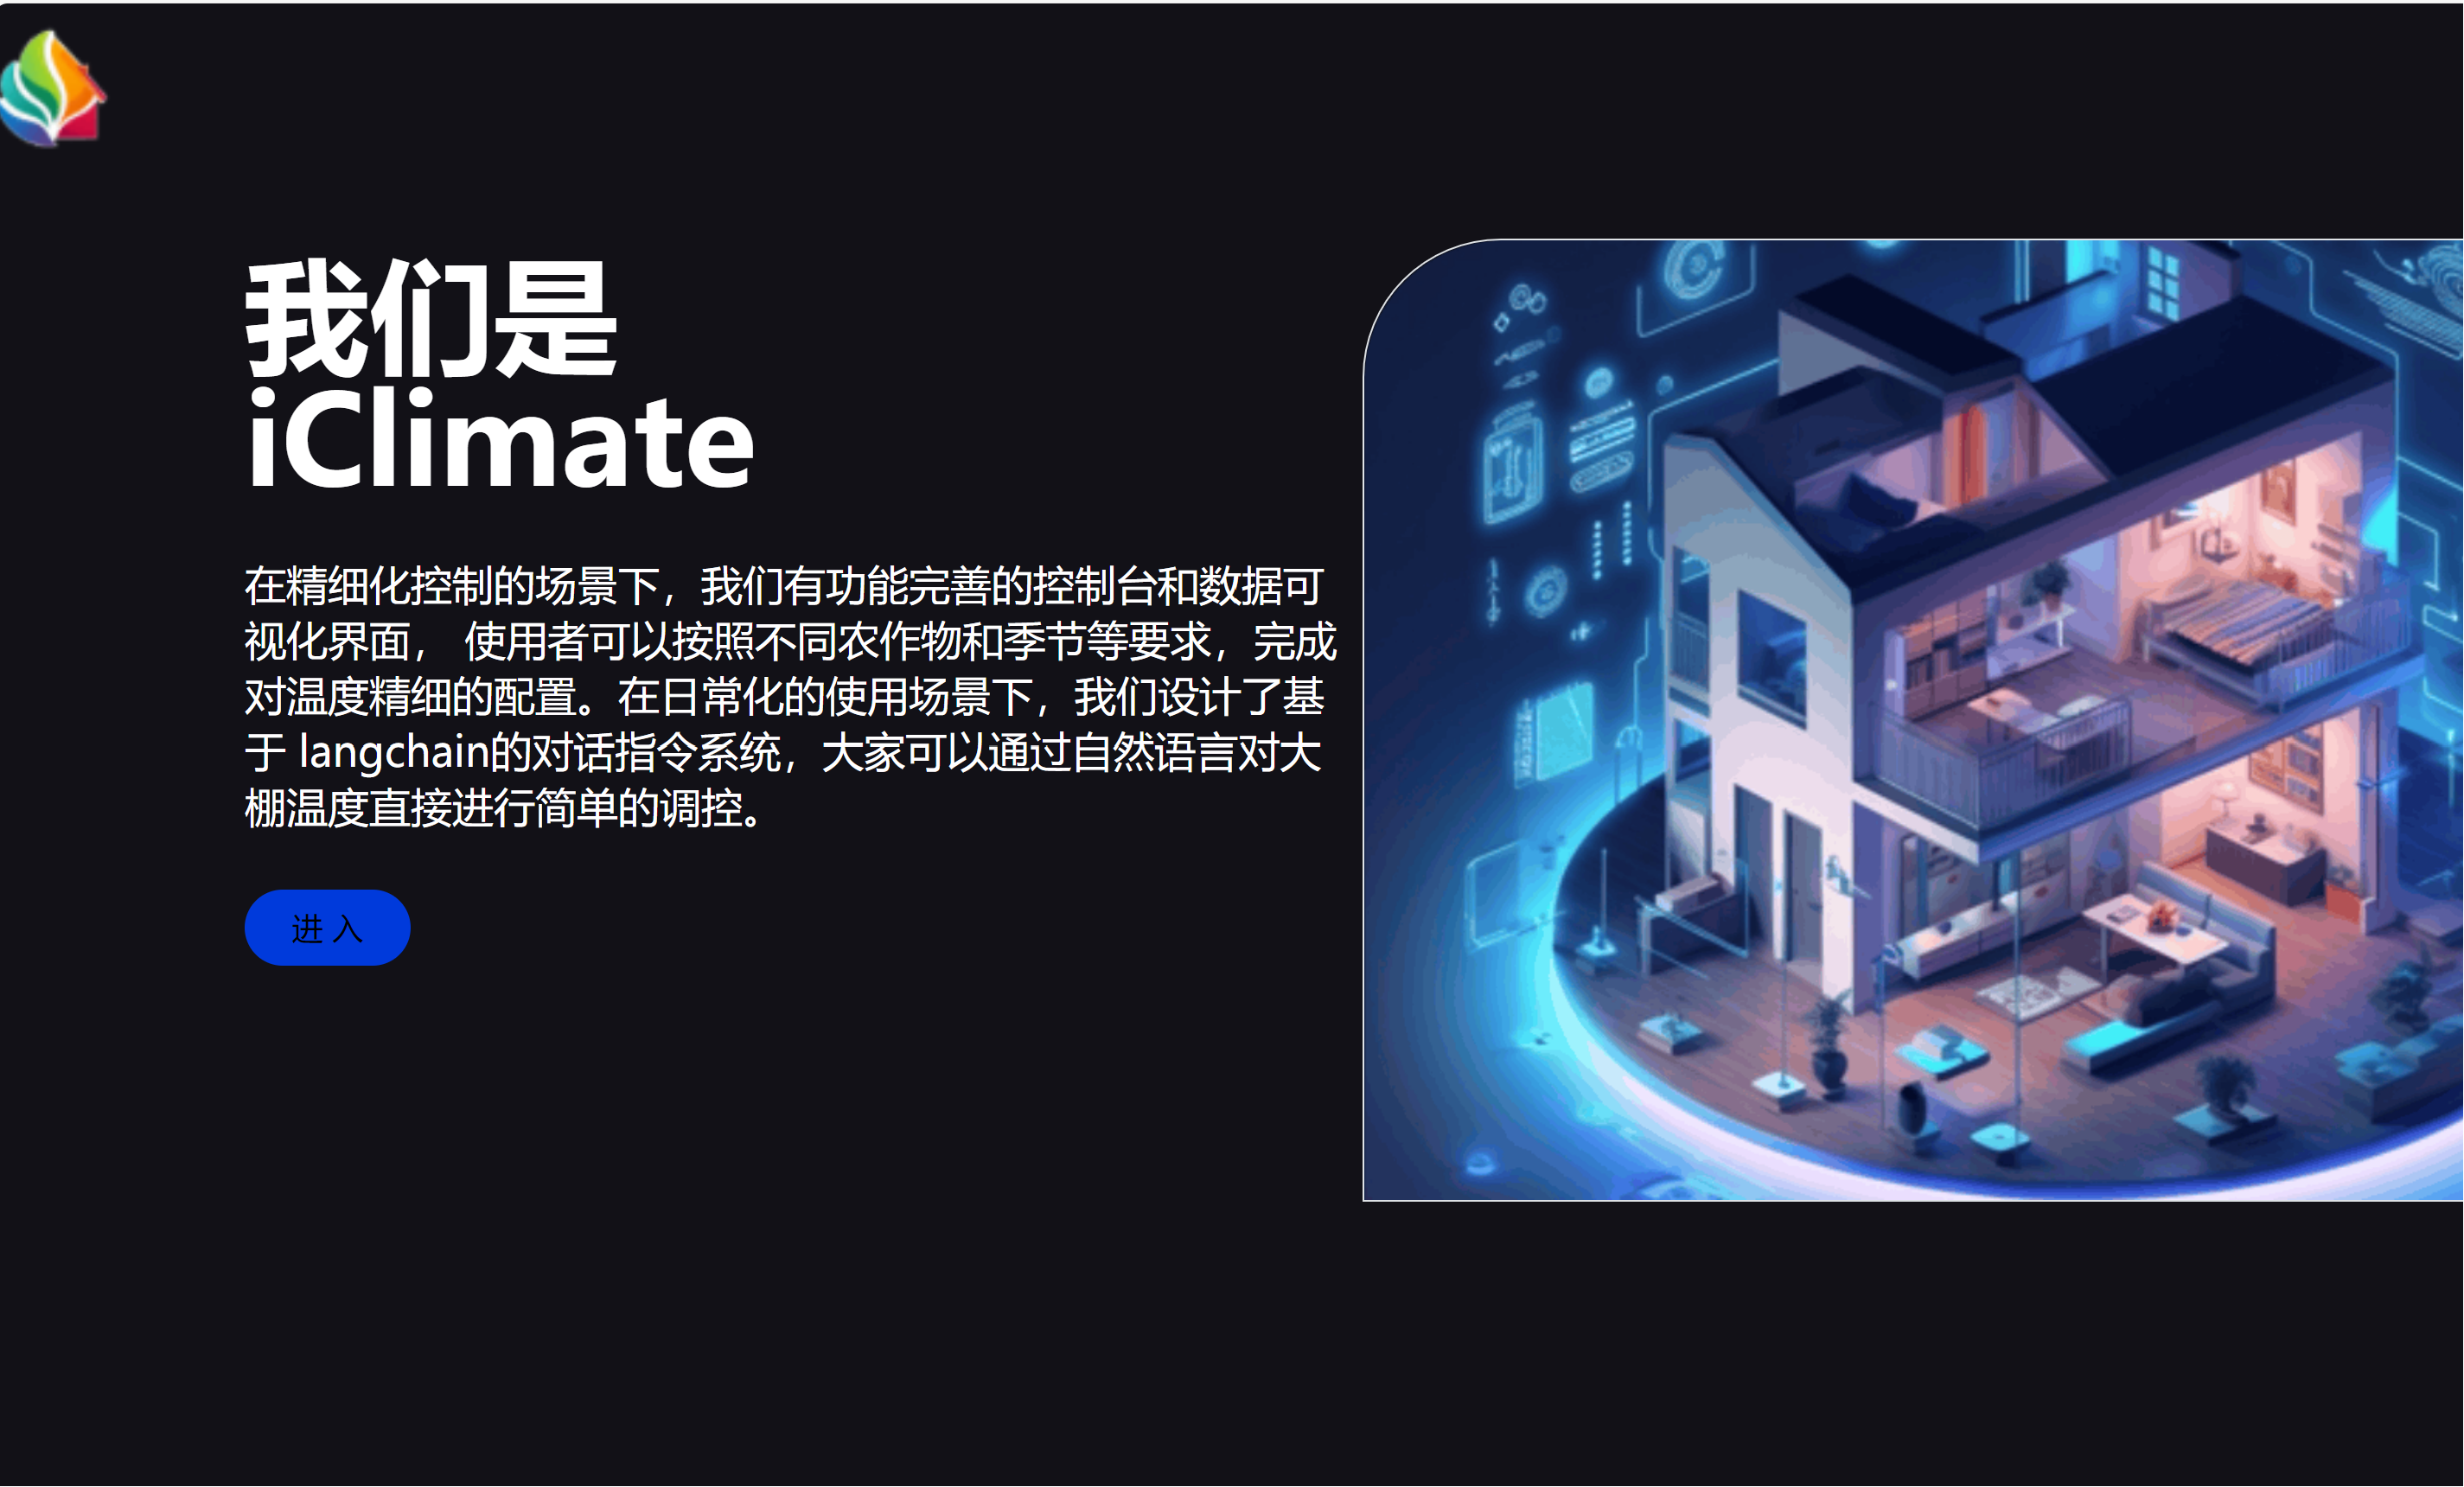 我们是
iClimate
在精细化控制的场景下，我们有功能完善的控制台和数据可
视化界面， 使用者可以按照不同农作物和季节等要求，完成
对温度精细的配置。在日常化的使用场景下，我们设计了基
于 langchain的对话指令系统，大家可以通过自然语言对大
棚温度直接进行简单的调控。
进 入